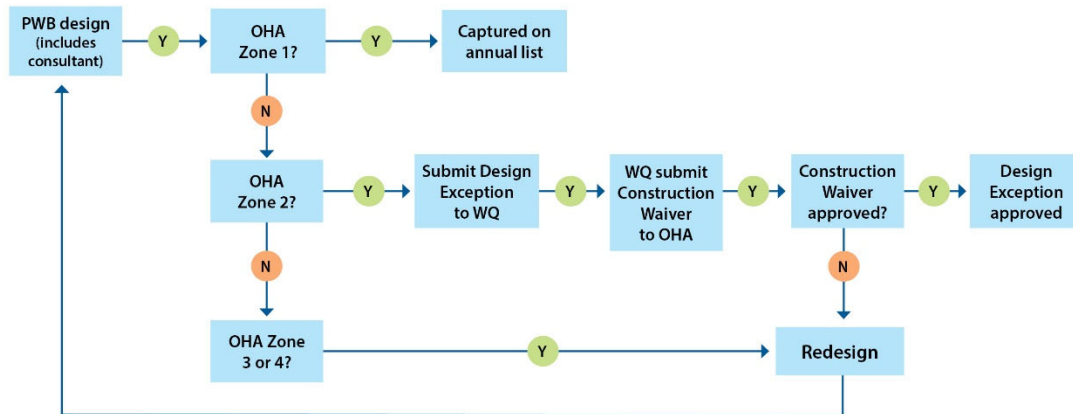 PWB design
(includes
consultant)
Y
OHA
Zone 1?
Y
Captured on
annual list
N
OHA
Zone 2?
Y
Submit Design
Exception
to WQ
Y
WQ submit
Construction
Waiver
to OHA
Y
Construction
Waiver
approved?
Y
Design
Exception
approved
N
N
OHA Zone
3 or 4?
Y
Redesign